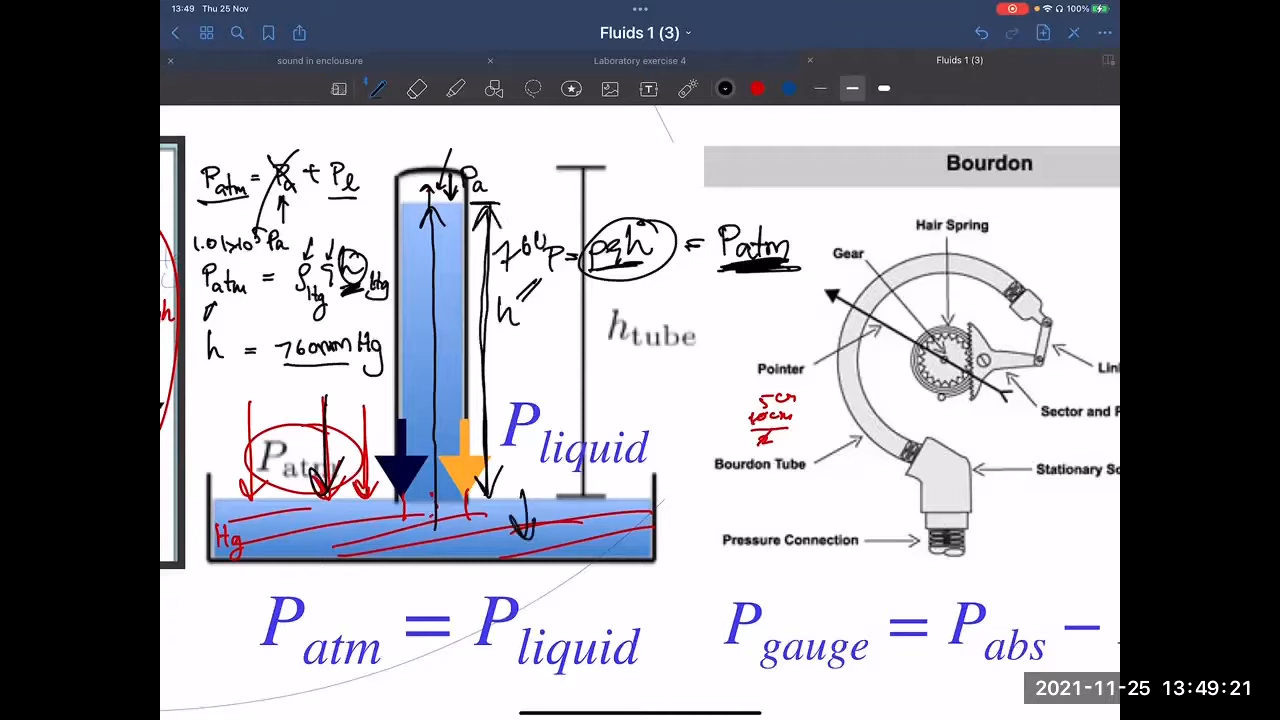 13:49 Thu 25 Nov
100%
Fluids 1 (3)
sound in enclousure
Laboratory exercise 4
Fluids 1 (3)
Patm = Pa + Pl
1.01x10⁵ Pa
Patm = ρHg g hHg
h = 760mm Hg
Pa
760
P = ρgh = Patm
h
h
htube
Patm
Pliquid
Hg
Patm = Pliquid
Bourdon
Hair Spring
Gear
Pointer
5cm
10cm
Sector and
Bourdon Tube
Stationary
Pressure Connection
Pgauge = Pabs −
2021-11-25 13:49:21